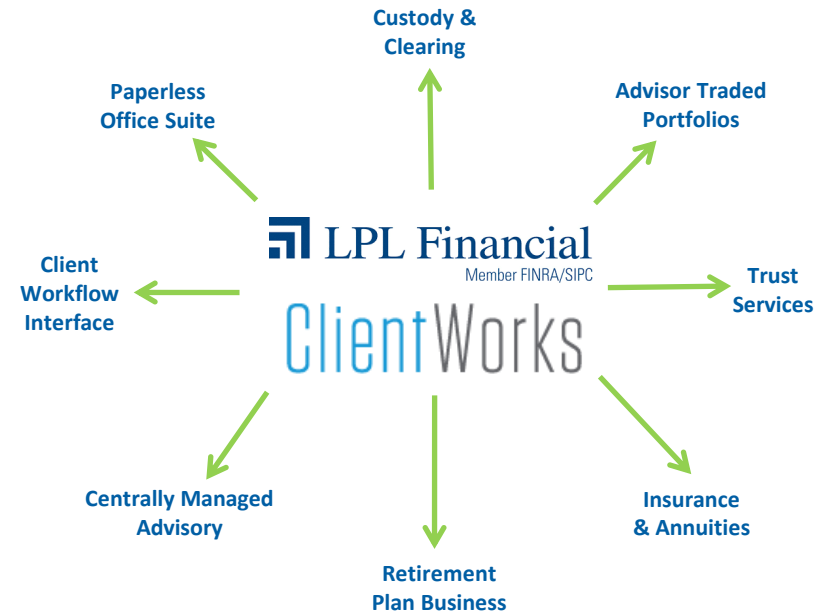 Custody &
Clearing
Paperless
Office Suite
Advisor Traded
Portfolios
LPL Financial
Member FINRA/SIPC
Client
Workflow
Interface
Trust
Services
ClientWorks
Centrally Managed
Advisory
Insurance
& Annuities
Retirement
Plan Business